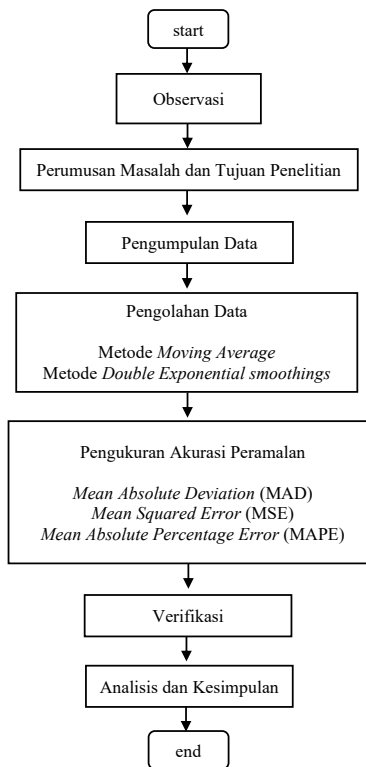 start
Observasi
Perumusan Masalah dan Tujuan Penelitian
Pengumpulan Data
Pengolahan Data
Metode Moving Average
Metode Double Exponential smoothings
Pengukuran Akurasi Peramalan
Mean Absolute Deviation (MAD)
Mean Squared Error (MSE)
Mean Absolute Percentage Error (MAPE)
Verifikasi
Analisis dan Kesimpulan
end